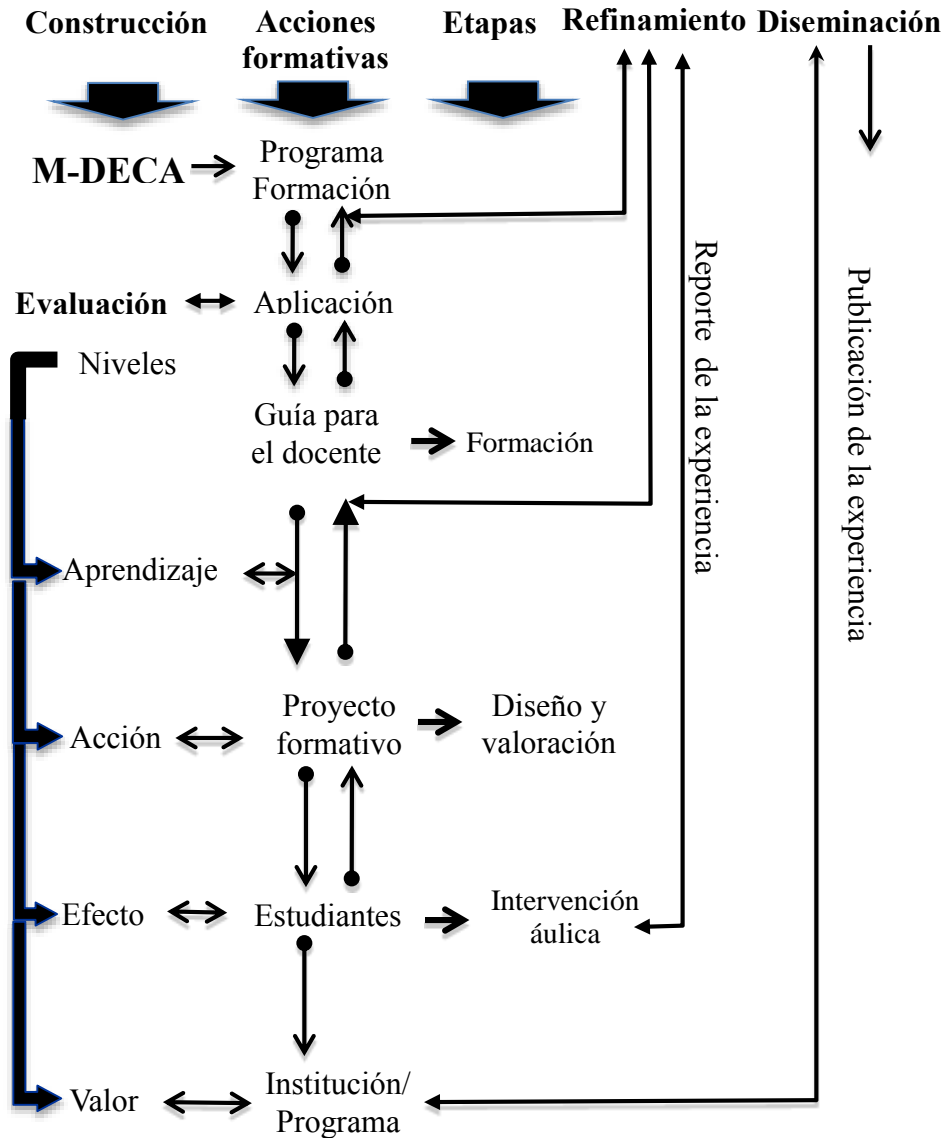 Construcción
Acciones
formativas
Etapas
Refinamiento
Diseminación
M-DECA
Programa
Formación
Evaluación
Aplicación
Niveles
Guía para
el docente
Formación
Aprendizaje
Acción
Proyecto
formativo
Diseño y
valoración
Efecto
Estudiantes
Intervención
áulica
Valor
Institución/
Programa
Reporte de la experiencia
Publicación de la experiencia